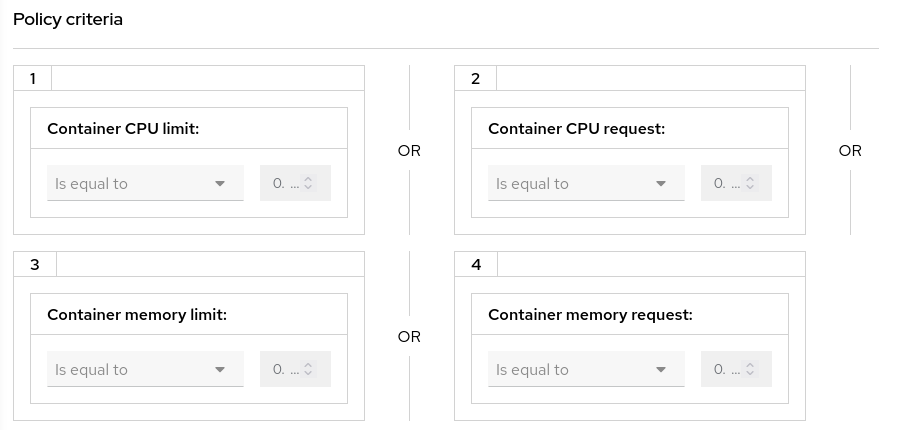 Policy criteria
1
Container CPU limit:
Is equal to 0. ...
OR
2
Container CPU request:
Is equal to 0. ...
OR
3
Container memory limit:
Is equal to 0. ...
OR
4
Container memory request:
Is equal to 0. ...